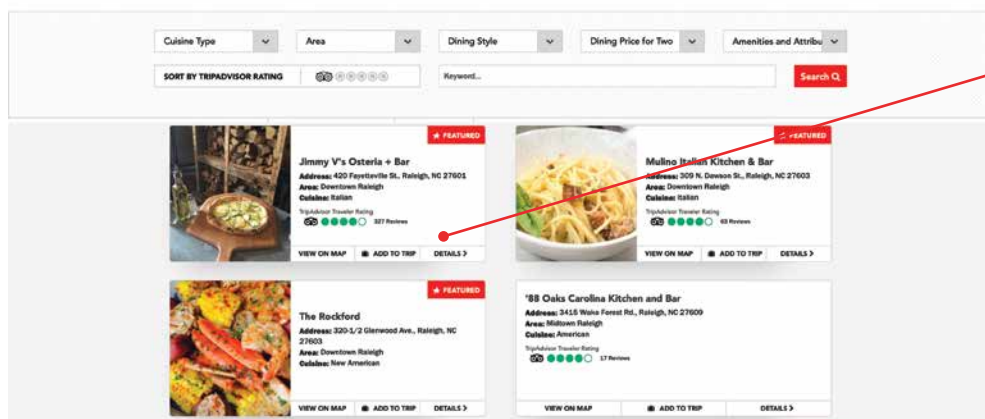 Cuisine Type
Area
Dining Style
Dining Price for Two
Amenities and Attribu
SORT BY TRIPADVISOR RATING
Keyword...
Search
FEATURED
Jimmy V's Osteria + Bar
Address: 420 Fayetteville St., Raleigh, NC 27601
Area: Downtown Raleigh
Cuisine: Italian
TripAdvisor Traveler Rating
327 Reviews
VIEW ON MAP
ADD TO TRIP
DETAILS >
FEATURED
Mulino Italian Kitchen & Bar
Address: 309 N. Dawson St., Raleigh, NC 27603
Area: Downtown Raleigh
Cuisine: Italian
TripAdvisor Traveler Rating
63 Reviews
VIEW ON MAP
ADD TO TRIP
DETAILS >
FEATURED
The Rockford
Address: 320-1/2 Glenwood Ave., Raleigh, NC
27603
Area: Downtown Raleigh
Cuisine: New American
VIEW ON MAP
ADD TO TRIP
DETAILS >
'88 Oaks Carolina Kitchen and Bar
Address: 3415 Wake Forest Rd., Raleigh, NC 27609
Area: Midtown Raleigh
Cuisine: American
TripAdvisor Traveler Rating
17 Reviews
VIEW ON MAP
ADD TO TRIP
DETAILS >